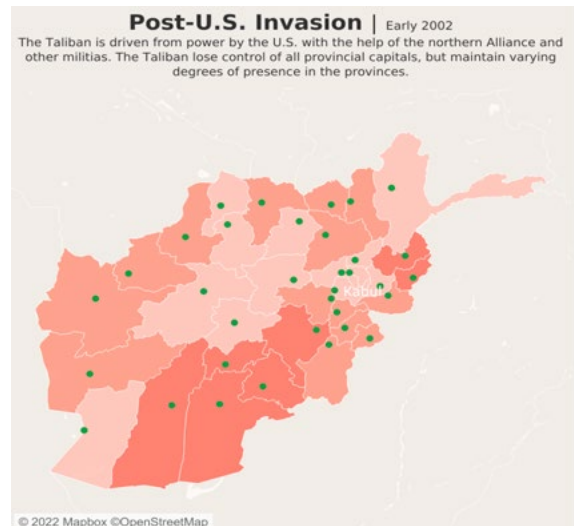 Post-U.S. Invasion | Early 2002
The Taliban is driven from power by the U.S. with the help of the northern Alliance and
other militias. The Taliban lose control of all provincial capitals, but maintain varying
degrees of presence in the provinces.
Kabul
© 2022 Mapbox ©OpenStreetMap